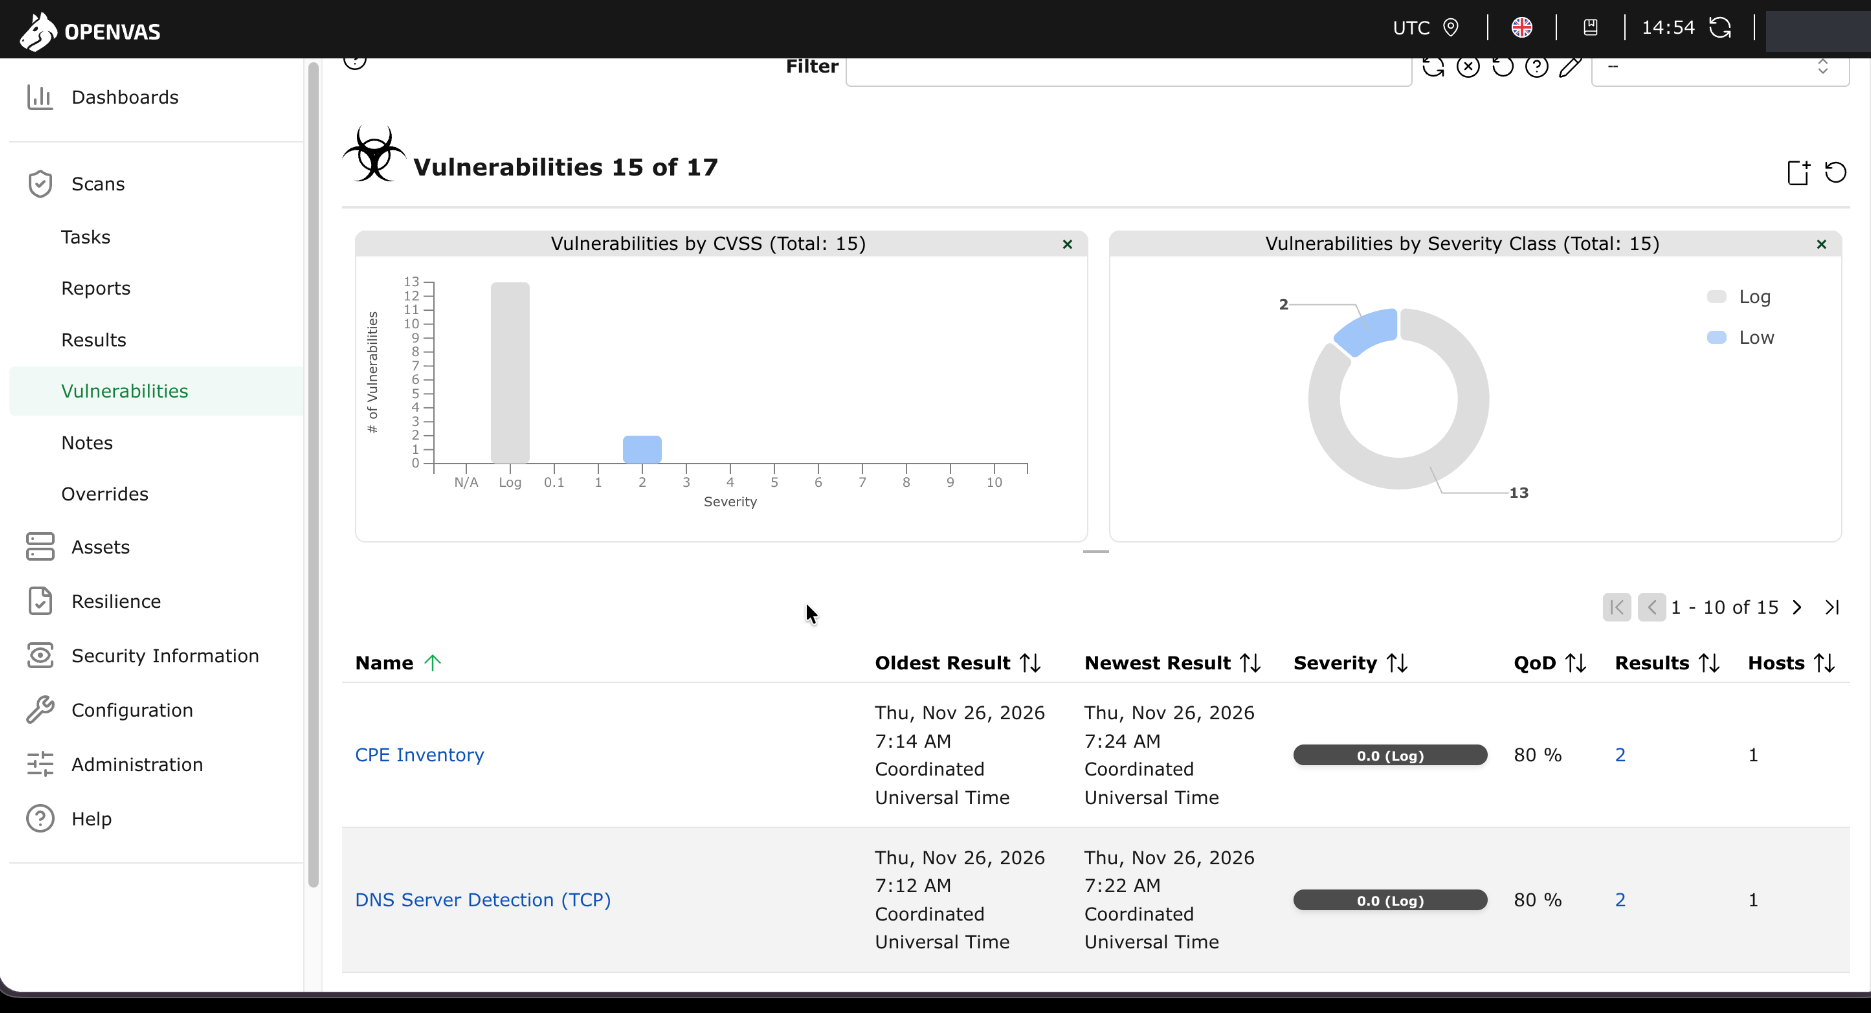 OPENVAS
UTC
14:54
Dashboards
Scans
Tasks
Reports
Results
Vulnerabilities
Notes
Overrides
Assets
Resilience
Security Information
Configuration
Administration
Help
Filter
--
Vulnerabilities 15 of 17
Vulnerabilities by CVSS (Total: 15)
# of Vulnerabilities
13
12
11
10
9
8
7
6
5
4
3
2
1
0
N/A Log 0.1 1 2 3 4 5 6 7 8 9 10
Severity
Vulnerabilities by Severity Class (Total: 15)
2
13
Log
Low
1 - 10 of 15
Name Oldest Result Newest Result Severity QoD Results Hosts
CPE Inventory
Thu, Nov 26, 2026
7:14 AM
Coordinated
Universal Time
Thu, Nov 26, 2026
7:24 AM
Coordinated
Universal Time
0.0 (Log)
80 %
2
1
DNS Server Detection (TCP)
Thu, Nov 26, 2026
7:12 AM
Coordinated
Universal Time
Thu, Nov 26, 2026
7:22 AM
Coordinated
Universal Time
0.0 (Log)
80 %
2
1